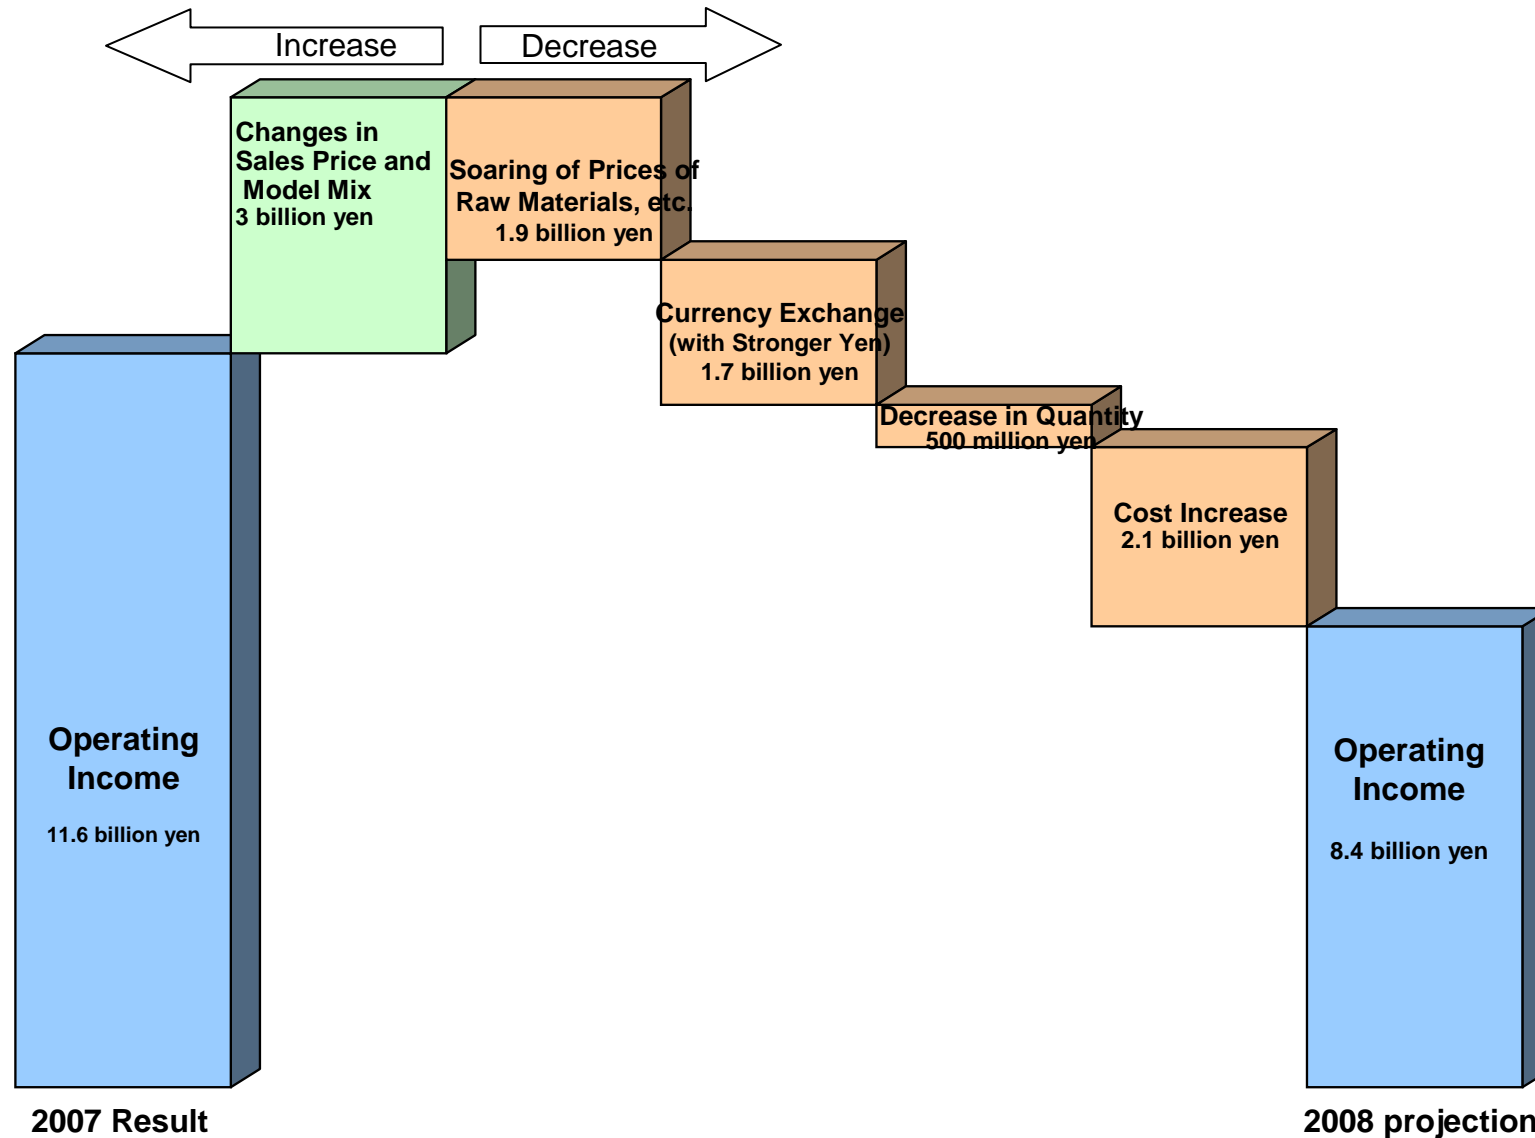 Increase
Decrease
Changes in
Sales Price and
Model Mix
3 billion yen
Soaring of Prices of
Raw Materials, etc.
1.9 billion yen
Currency Exchange
(with Stronger Yen)
1.7 billion yen
Decrease in Quantity
500 million yen
Cost Increase
2.1 billion yen
Operating
Income
11.6 billion yen
Operating
Income
8.4 billion yen
2007 Result
2008 projection